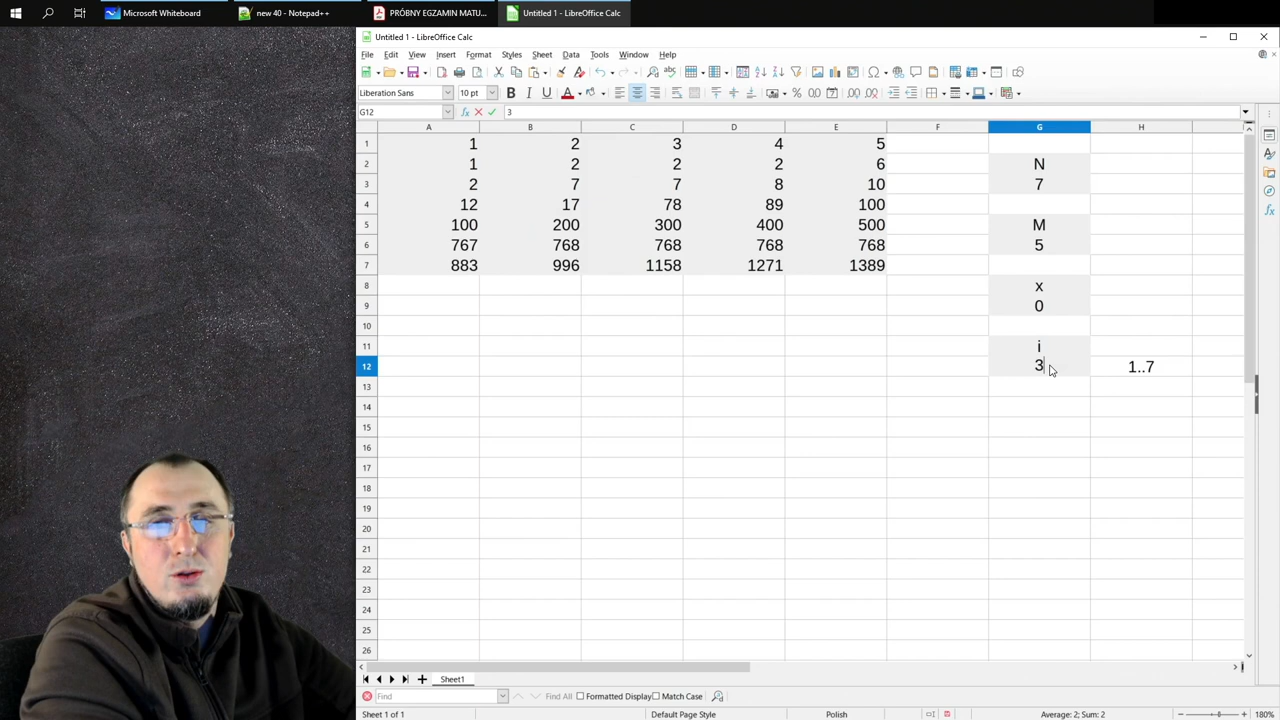 Microsoft Whiteboard
new 40 - Notepad++
PRÓBNY EGZAMIN MATU...
Untitled 1 - LibreOffice Calc
Untitled 1 - LibreOffice Calc
File Edit View Insert Format Styles Sheet Data Tools Window Help
Liberation Sans 10 pt B I U A
G12 fx 3
A B C D E F G H
1 1 2 3 4 5
2 1 2 2 2 6 N
3 2 7 7 8 10 7
4 12 17 78 89 100
5 100 200 300 400 500 M
6 767 768 768 768 768 5
7 883 996 1158 1271 1389
8 x
9 0
10
11 i
12 3 1..7
13
14
15
16
17
18
19
20
21
22
23
24
25
26
Sheet1
Find Find All Formatted Display Match Case
Sheet 1 of 1 Default Page Style Polish Average: 2; Sum: 2 180%